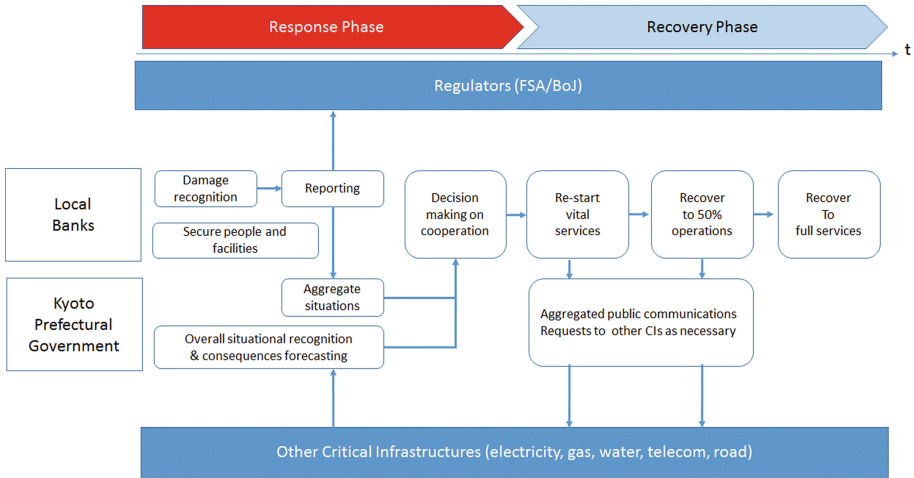 Response Phase
Recovery Phase
t
Regulators (FSA/BoJ)
Local
Banks
Damage
recognition
Reporting
Secure people and
facilities
Decision
making on
cooperation
Re-start
vital
services
Recover
to 50%
operations
Recover
To
full services
Kyoto
Prefectural
Government
Aggregate
situations
Overall situational recognition
& consequences forecasting
Aggregated public communications
Requests to other CIs as necessary
Other Critical Infrastructures (electricity, gas, water, telecom, road)